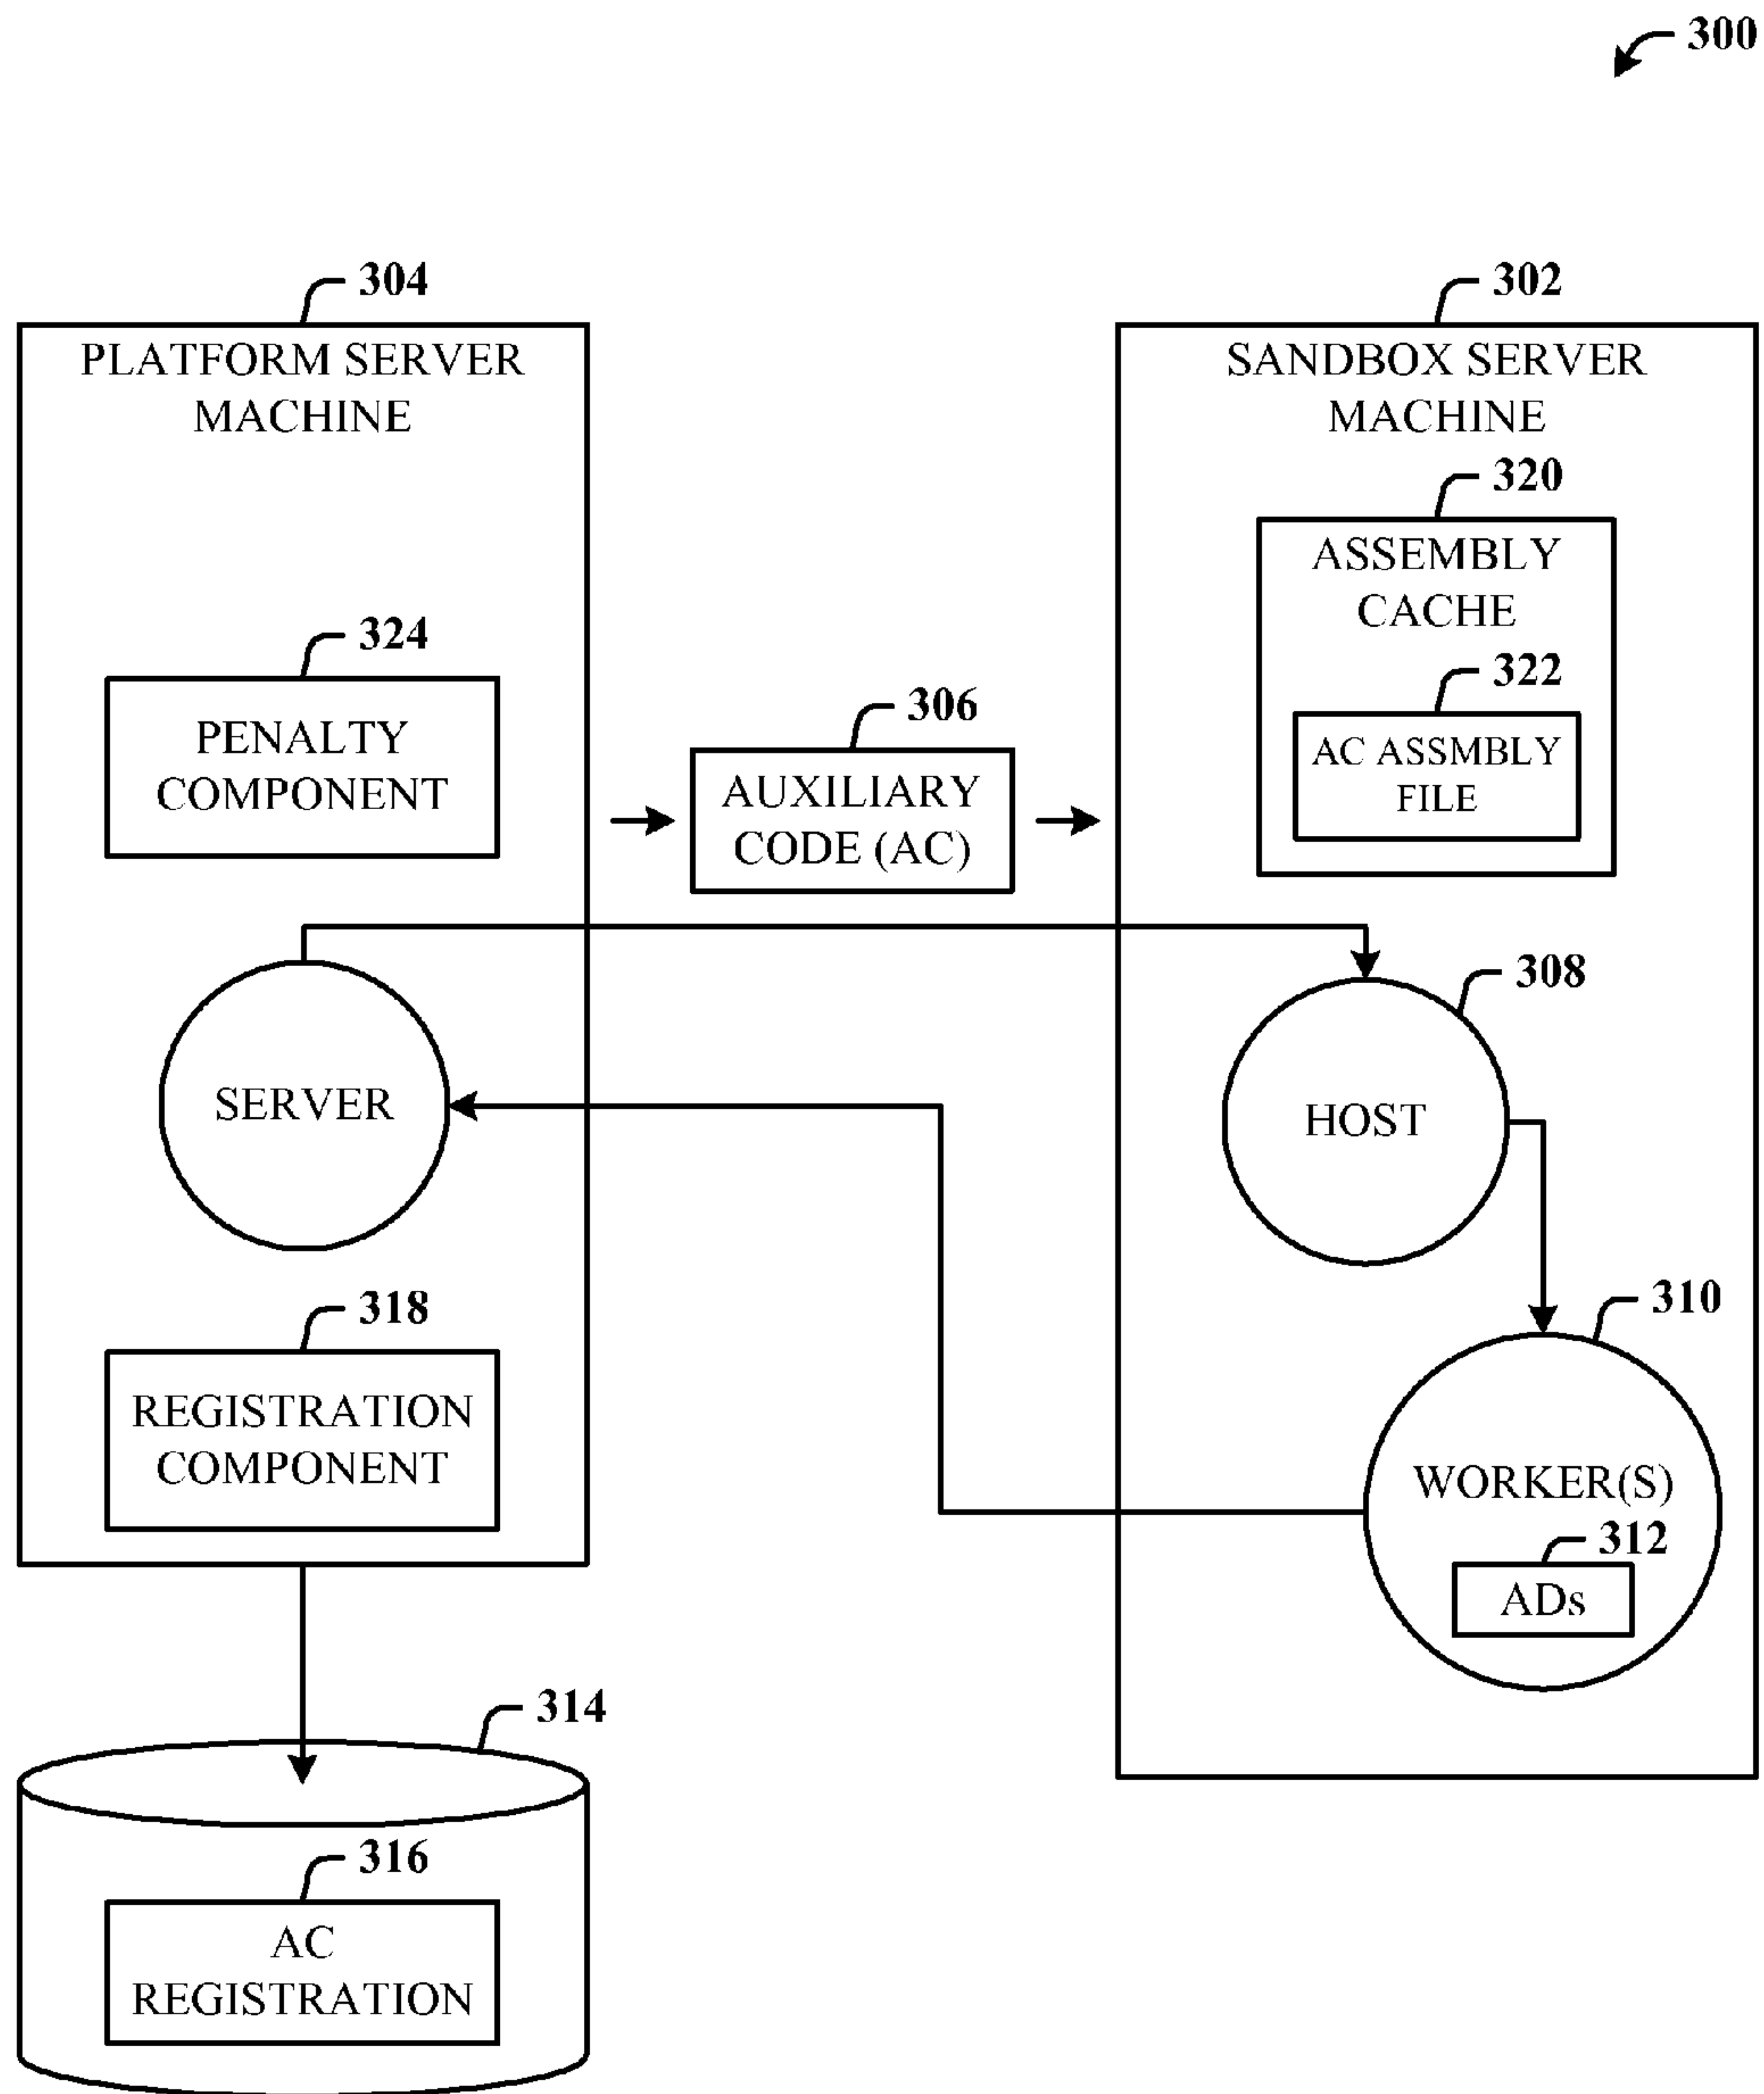 300
304
PLATFORM SERVER
MACHINE
324
PENALTY
COMPONENT
SERVER
318
REGISTRATION
COMPONENT
314
316
AC
REGISTRATION
306
AUXILIARY
CODE (AC)
302
SANDBOX SERVER
MACHINE
320
ASSEMBLY
CACHE
322
AC ASSMBLY
FILE
308
HOST
310
WORKER(S)
312
ADs